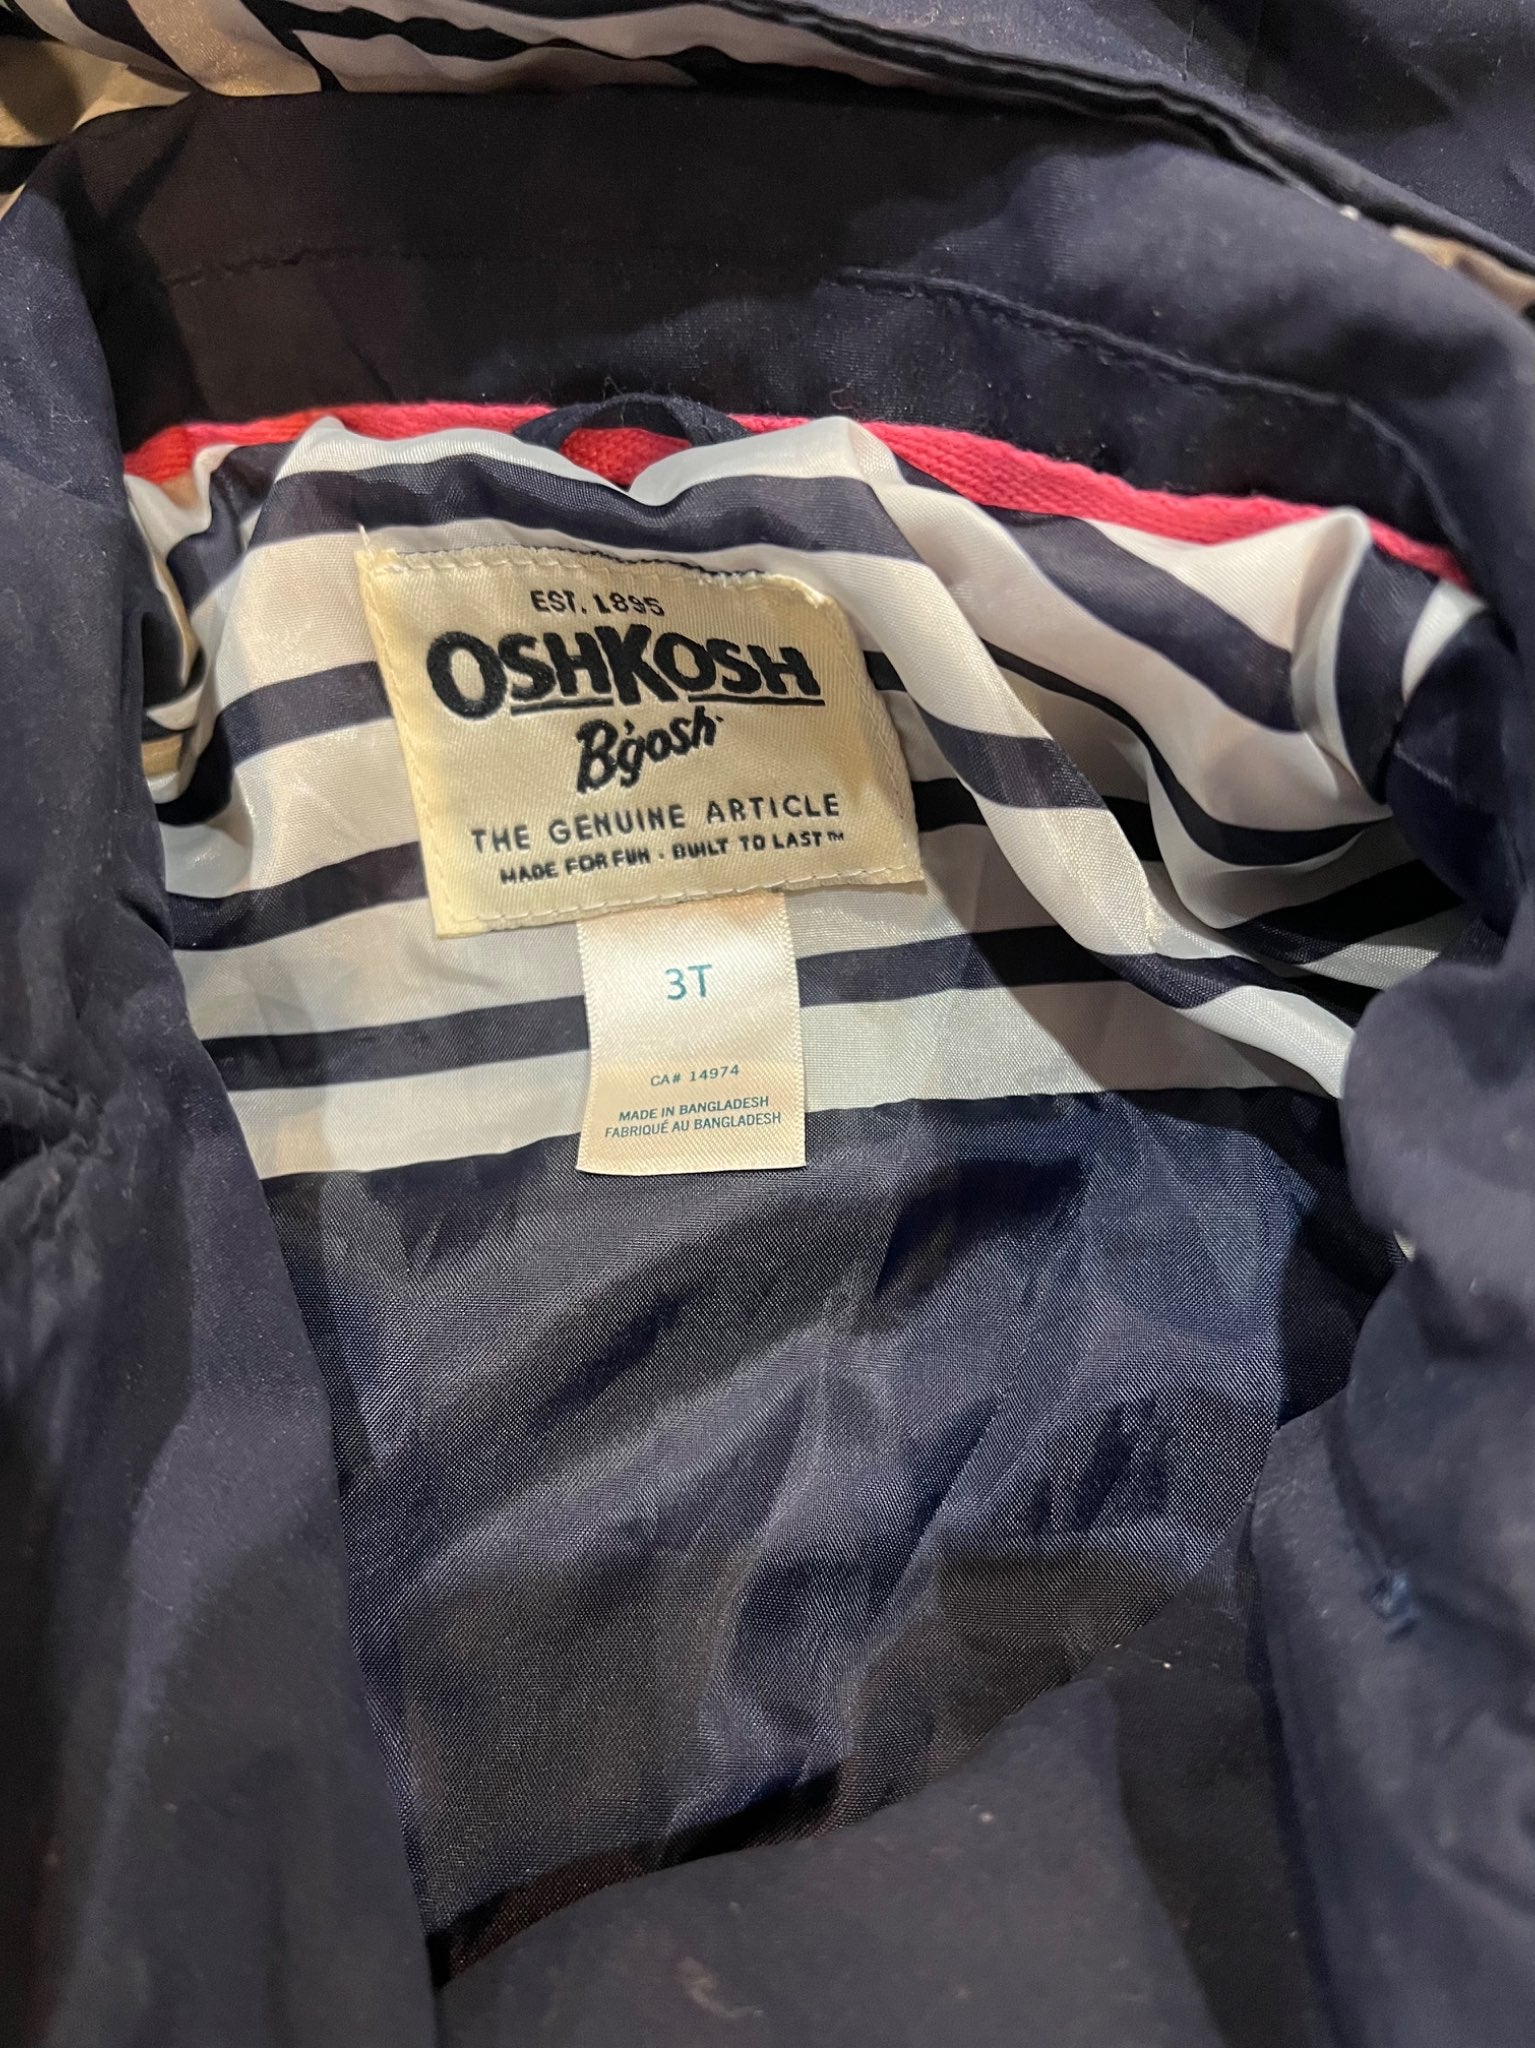 EST. 1895
OSHKOSH
B'gosh
THE GENUINE ARTICLE
MADE FOR FUN · BUILT TO LAST™
3T
CA# 14974
MADE IN BANGLADESH
FABRIQUÉ AU BANGLADESH